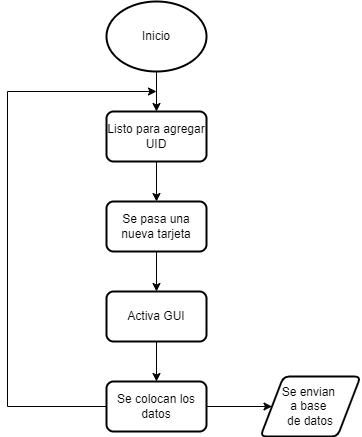 Inicio
Listo para agregar
UID
Se pasa una
nueva tarjeta
Activa GUI
Se colocan los
datos
Se envian
a base
de datos